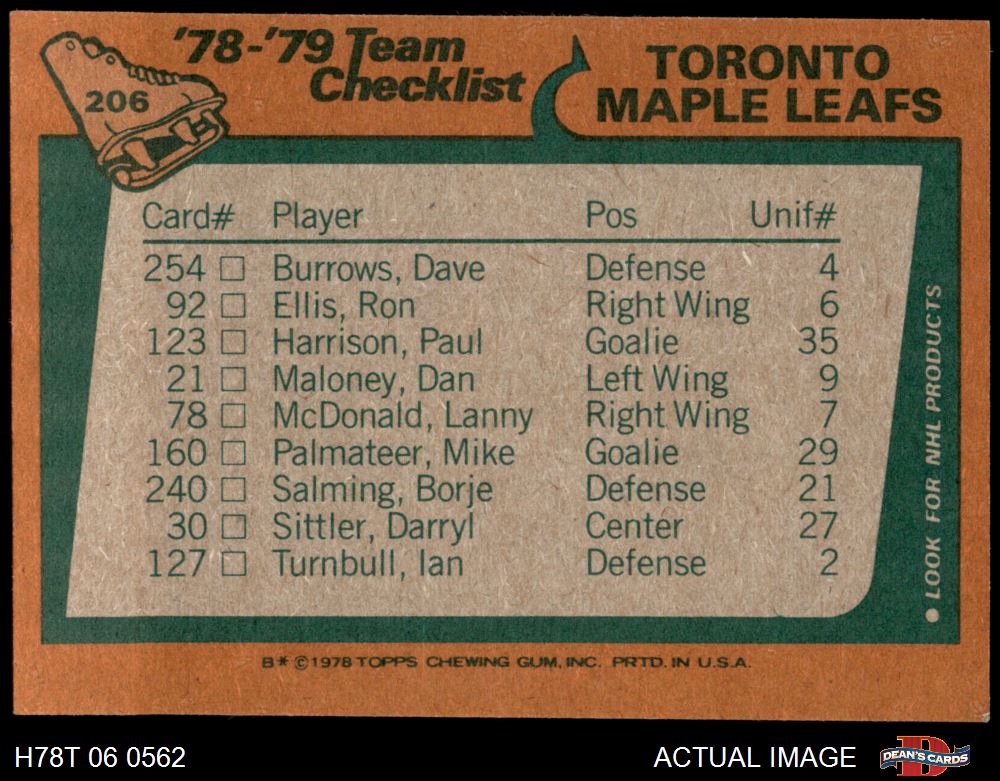 206
'78-'79 Team
Checklist
TORONTO
MAPLE LEAFS
Card# Player Pos Unif#
254 □ Burrows, Dave Defense 4
92 □ Ellis, Ron Right Wing 6
123 □ Harrison, Paul Goalie 35
21 □ Maloney, Dan Left Wing 9
78 □ McDonald, Lanny Right Wing 7
160 □ Palmateer, Mike Goalie 29
240 □ Salming, Borje Defense 21
30 □ Sittler, Darryl Center 27
127 □ Turnbull, Ian Defense 2
● LOOK FOR NHL PRODUCTS
B* © 1978 TOPPS CHEWING GUM, INC. PRTD. IN U.S.A.
H78T 06 0562
ACTUAL IMAGE
DEAN'S CARDS